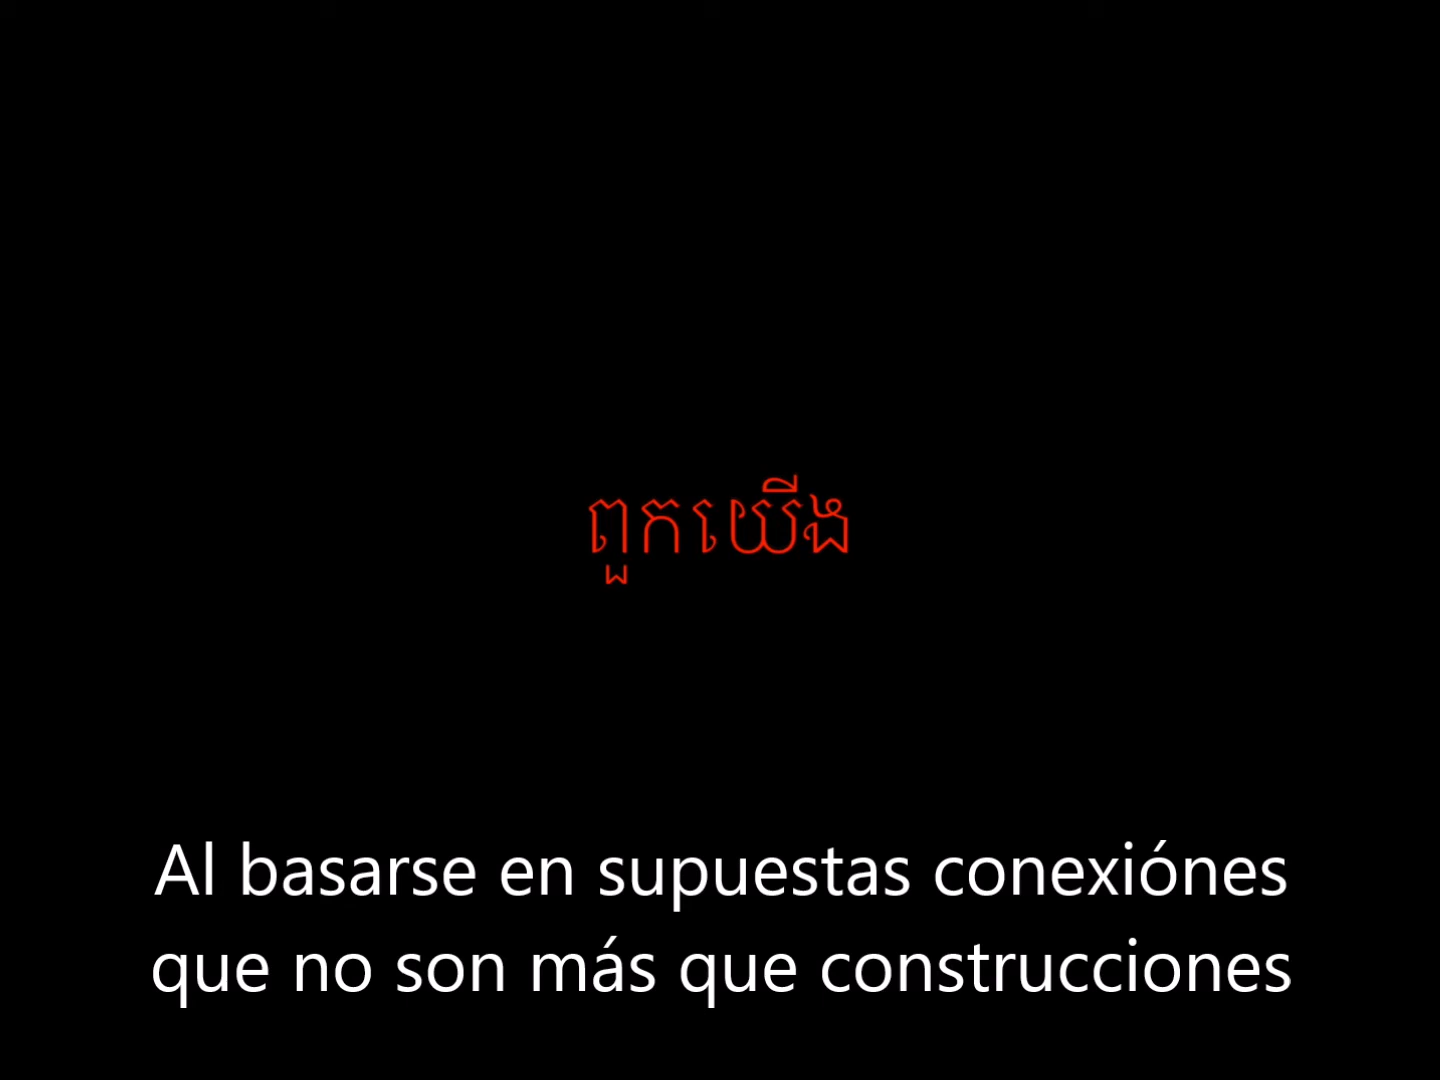 ពួកយើង
Al basarse en supuestas conexiónes
que no son más que construcciones